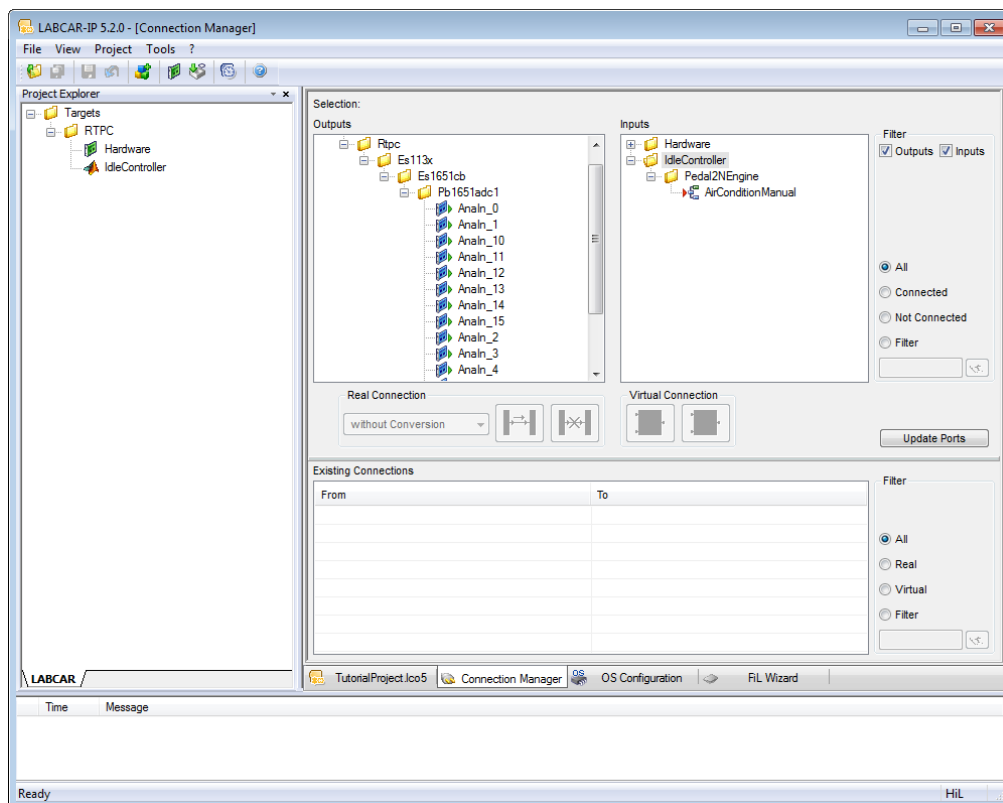 LABCAR-IP 5.2.0 - [Connection Manager]
File View Project Tools ?
Project Explorer
Targets
RTPC
Hardware
IdleController
LABCAR
Selection:
Outputs
Rtpc
Es113x
Es1651cb
Pb1651adc1
AnaIn_0
AnaIn_1
AnaIn_10
AnaIn_11
AnaIn_12
AnaIn_13
AnaIn_14
AnaIn_15
AnaIn_2
AnaIn_3
AnaIn_4
Inputs
Hardware
IdleController
Pedal2NEngine
AirConditionManual
Filter
Outputs Inputs
All
Connected
Not Connected
Filter
Real Connection
without Conversion
Virtual Connection
Update Ports
Existing Connections
From To
Filter
All
Real
Virtual
Filter
TutorialProject.lco5 Connection Manager OS OS Configuration FiL Wizard
Time Message
Ready HiL